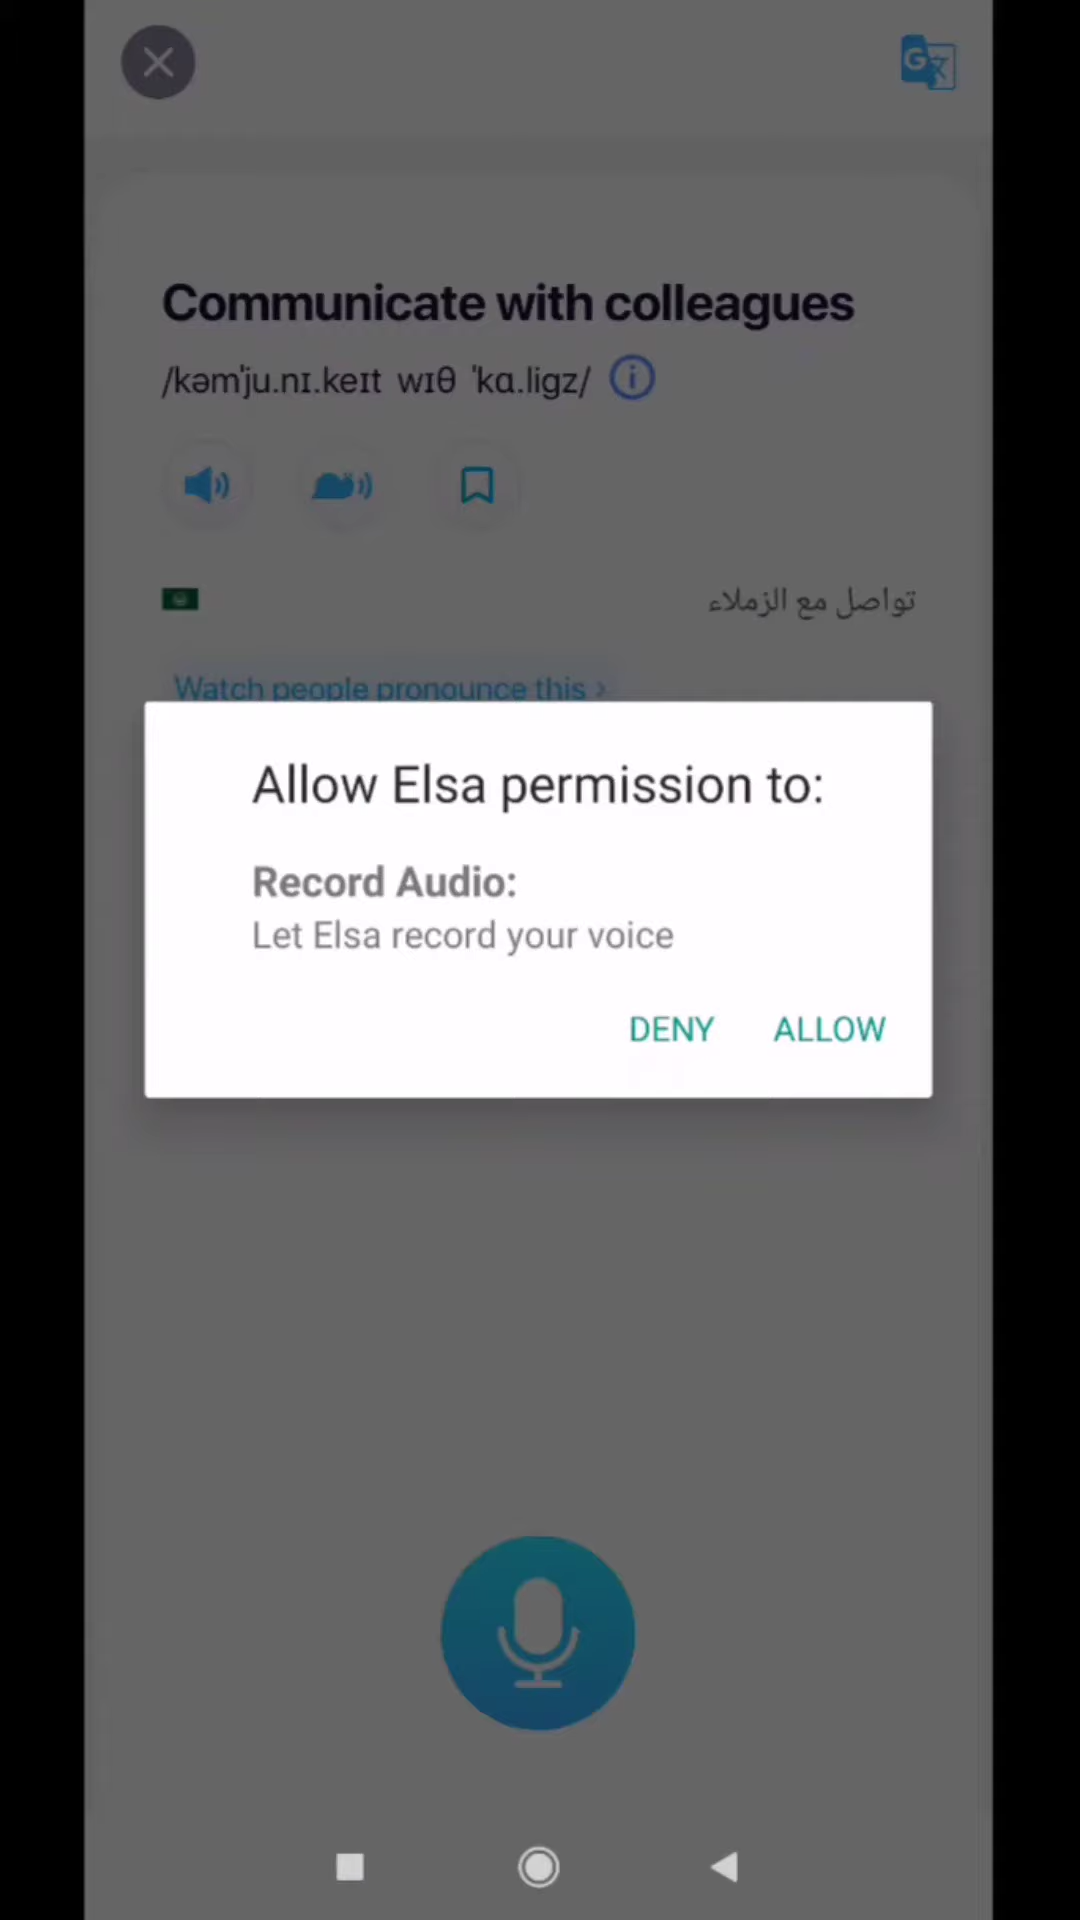 Communicate with colleagues
/kəmˈju.nɪ.keɪt wɪθ ˈkɑ.ligz/
تواصل مع الزملاء
Watch people pronounce this ›
Allow Elsa permission to:
Record Audio:
Let Elsa record your voice
DENY ALLOW